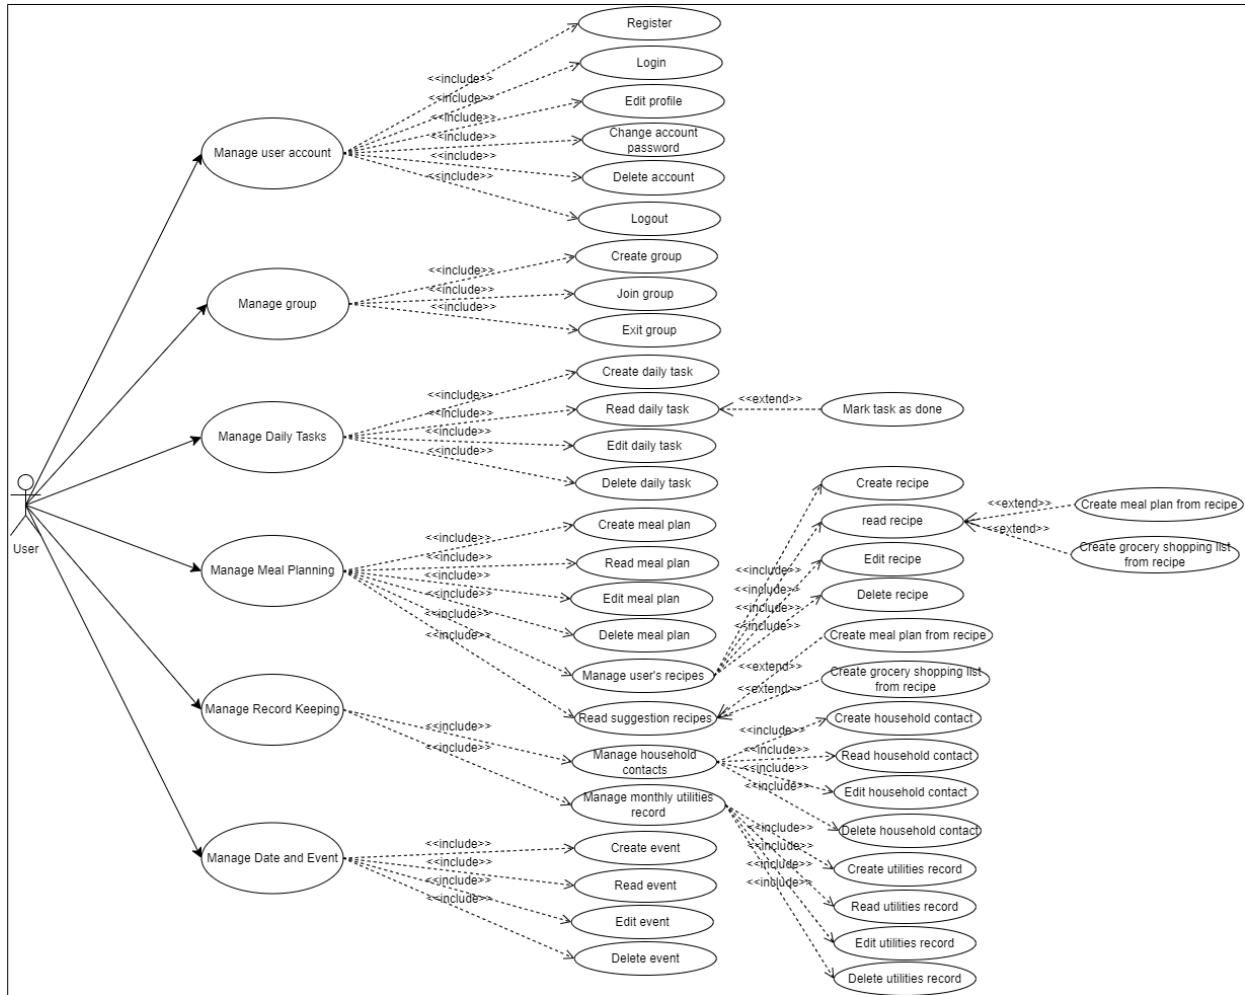 Register
Login
<<include>>
<<include>>
Edit profile
<<include>>
<<include>>
Change account
password
Manage user account
<<include>>
Delete account
<<include>>
Logout
Create group
<<include>>
<<include>>
Join group
Manage group
<<include>>
Exit group
Create daily task
<<include>>
<<include>>
Read daily task
<<extend>>
Mark task as done
Manage Daily Tasks
<<include>>
<<include>>
Edit daily task
Delete daily task
Create recipe
<<extend>>
Create meal plan from recipe
Create meal plan
read recipe
<<include>>
<<extend>>
<<include>>
Create grocery shopping list
from recipe
Read meal plan
Edit recipe
User
Manage Meal Planning
<<include>>
<<include>>
<<include>>
<<include>>
Edit meal plan
Delete recipe
<<include>>
<<include>>
<<include>>
<<include>>
Delete meal plan
Create meal plan from recipe
Manage user's recipes
<<extend>>
Create grocery shopping list
from recipe
<<extend>>
Manage Record Keeping
Read suggestion recipes
Create household contact
<<include>>
<<include>>
<<include>>
<<include>>
Manage household
contacts
Read household contact
<<include>>
<<include>>
Edit household contact
Manage monthly utilities
record
Delete household contact
<<include>>
<<include>>
Create event
<<include>>
<<include>>
Manage Date and Event
<<include>>
<<include>>
Create utilities record
<<include>>
Read event
<<include>>
Read utilities record
Edit event
Edit utilities record
Delete event
Delete utilities record